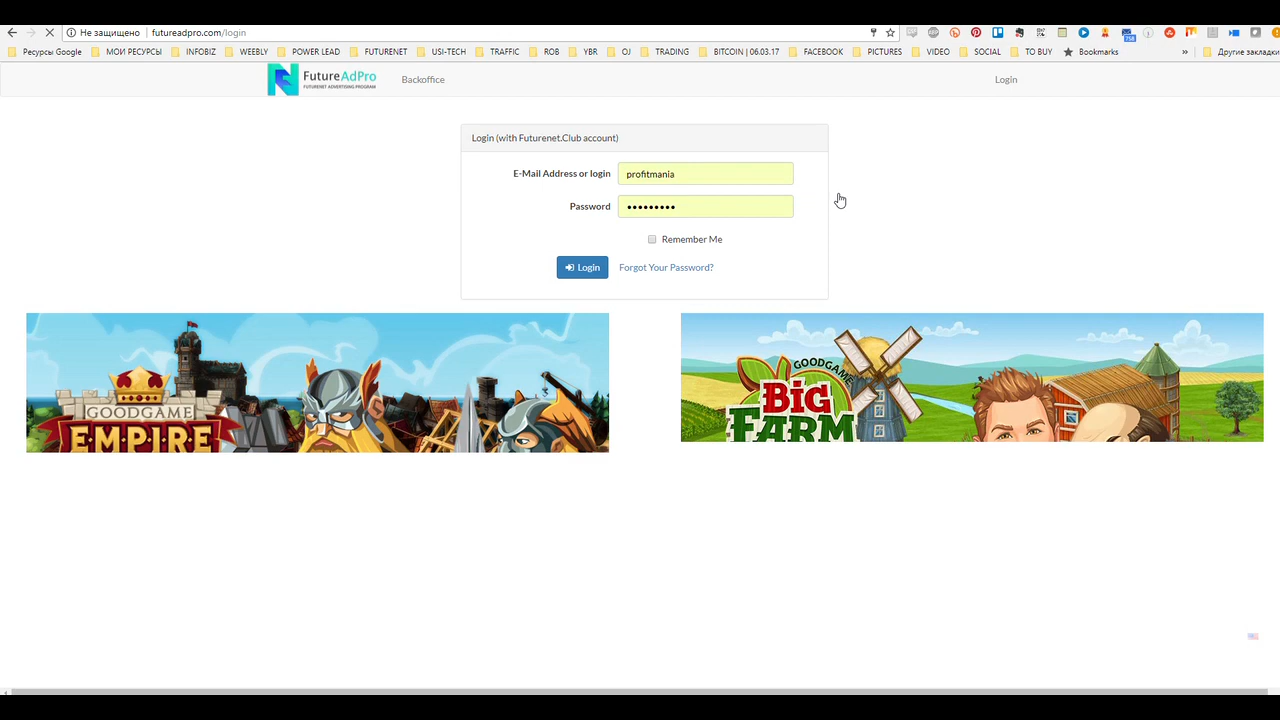 Не защищено futureadpro.com/login
758
Ресурсы Google МОИ РЕСУРСЫ INFOBIZ WEEBLY POWER LEAD FUTURENET USI-TECH TRAFFIC ROB YBR OJ TRADING BITCOIN | 06.03.17 FACEBOOK PICTURES VIDEO SOCIAL TO BUY Bookmarks » Другие закладки
FutureAdPro Backoffice Login
FUTURENET ADVERTISING PROGRAM
Login (with Futurenet.Club account)
E-Mail Address or login profitmania
Password •••••••••
Remember Me
Login Forgot Your Password?
GOODGAME
EMPIRE
GOODGAME
BIG
FARM